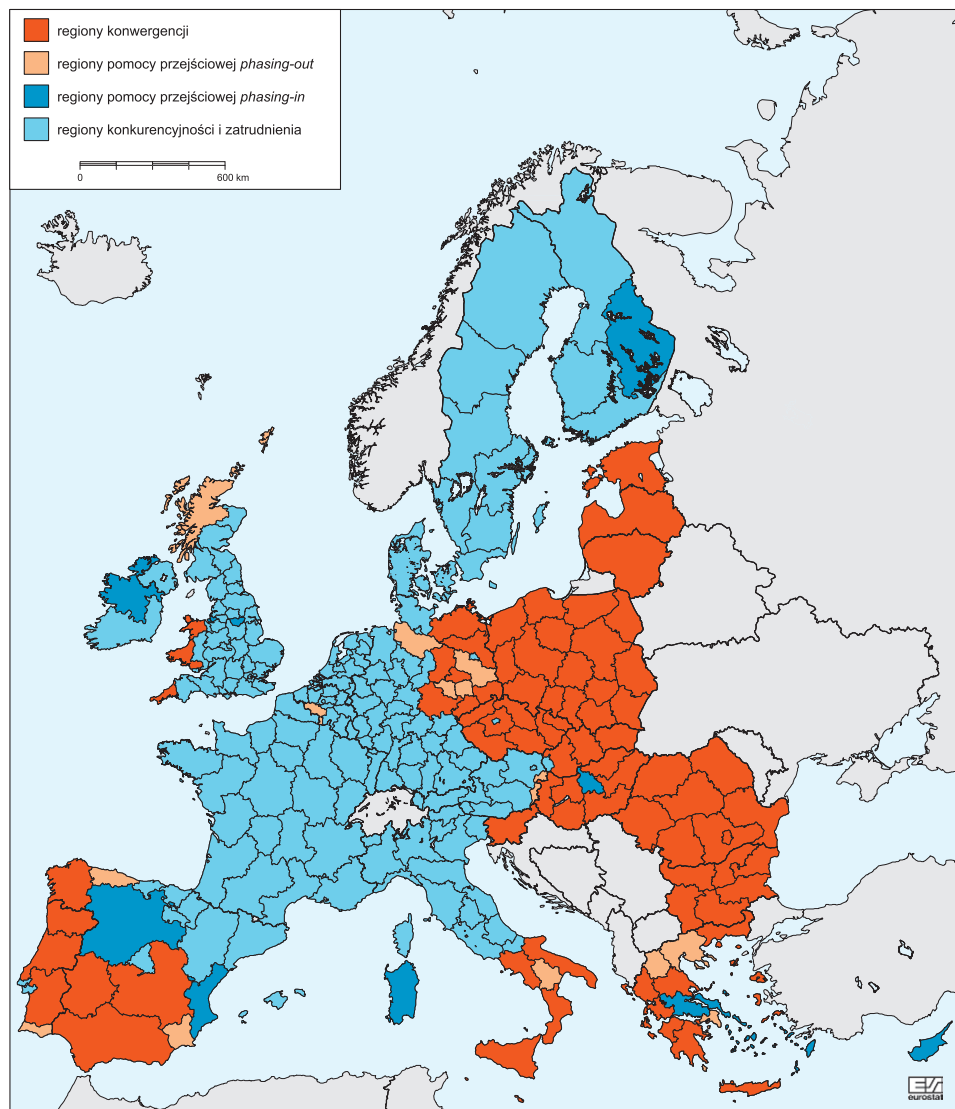 regiony konwergencji
regiony pomocy przejściowej phasing-out
regiony pomocy przejściowej phasing-in
regiony konkurencyjności i zatrudnienia
0 600 km
eurostat